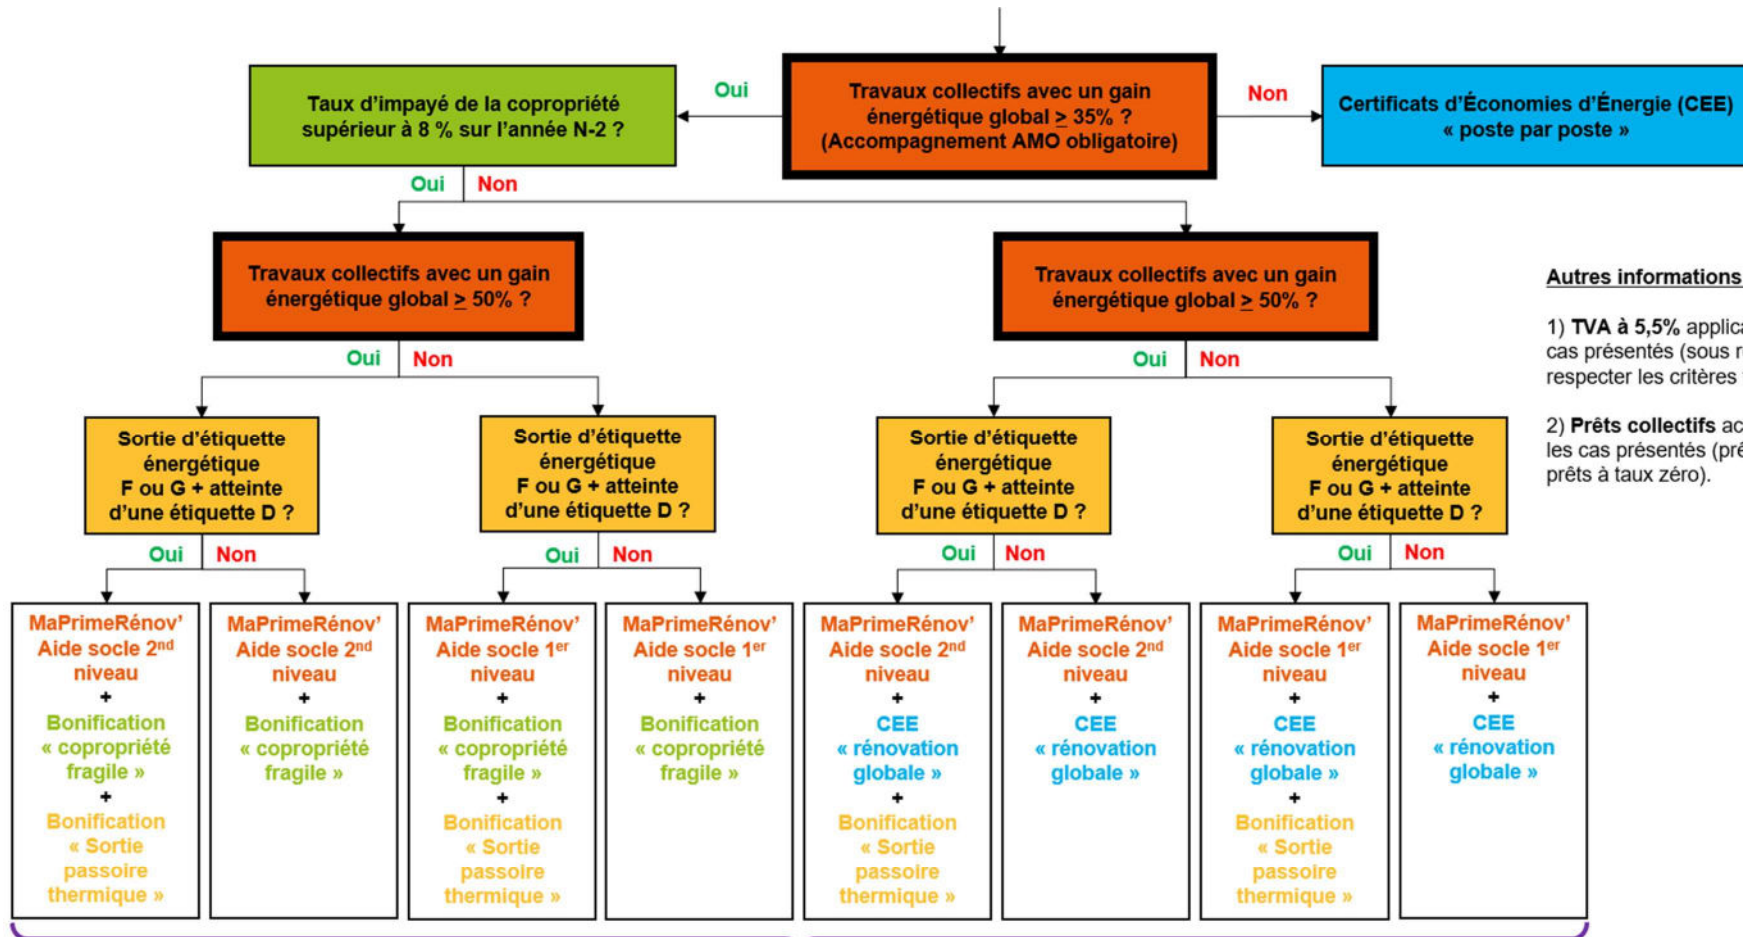 Taux d'impayé de la copropriété
supérieur à 8 % sur l'année N-2 ?
Oui
Travaux collectifs avec un gain
énergétique global ≥ 35% ?
(Accompagnement AMO obligatoire)
Non
Certificats d'Économies d'Énergie (CEE)
« poste par poste »
Oui
Non
Travaux collectifs avec un gain
énergétique global ≥ 50% ?
Travaux collectifs avec un gain
énergétique global ≥ 50% ?
Autres informations
1) TVA à 5,5%
cas présentés (sous
respecter les critères
2) Prêts collectifs
les cas présentés
prêts à taux zéro).
Oui
Non
Oui
Non
Sortie d'étiquette
énergétique
F ou G + atteinte
d'une étiquette D ?
Sortie d'étiquette
énergétique
F ou G + atteinte
d'une étiquette D ?
Sortie d'étiquette
énergétique
F ou G + atteinte
d'une étiquette D ?
Sortie d'étiquette
énergétique
F ou G + atteinte
d'une étiquette D ?
Oui
Non
Oui
Non
Oui
Non
Oui
Non
MaPrimeRénov'
Aide socle 2nd
niveau
+
Bonification
« copropriété
fragile »
+
Bonification
« Sortie
passoire
thermique »
MaPrimeRénov'
Aide socle 2nd
niveau
+
Bonification
« copropriété
fragile »
MaPrimeRénov'
Aide socle 1er
niveau
+
Bonification
« copropriété
fragile »
+
Bonification
« Sortie
passoire
thermique »
MaPrimeRénov'
Aide socle 1er
niveau
+
Bonification
« copropriété
fragile »
MaPrimeRénov'
Aide socle 2nd
niveau
+
CEE
« rénovation
globale »
+
Bonification
« Sortie
passoire
thermique »
MaPrimeRénov'
Aide socle 2nd
niveau
+
CEE
« rénovation
globale »
MaPrimeRénov'
Aide socle 1er
niveau
+
CEE
« rénovation
globale »
+
Bonification
« Sortie
passoire
thermique »
MaPrimeRénov'
Aide socle 1er
niveau
+
CEE
« rénovation
globale »